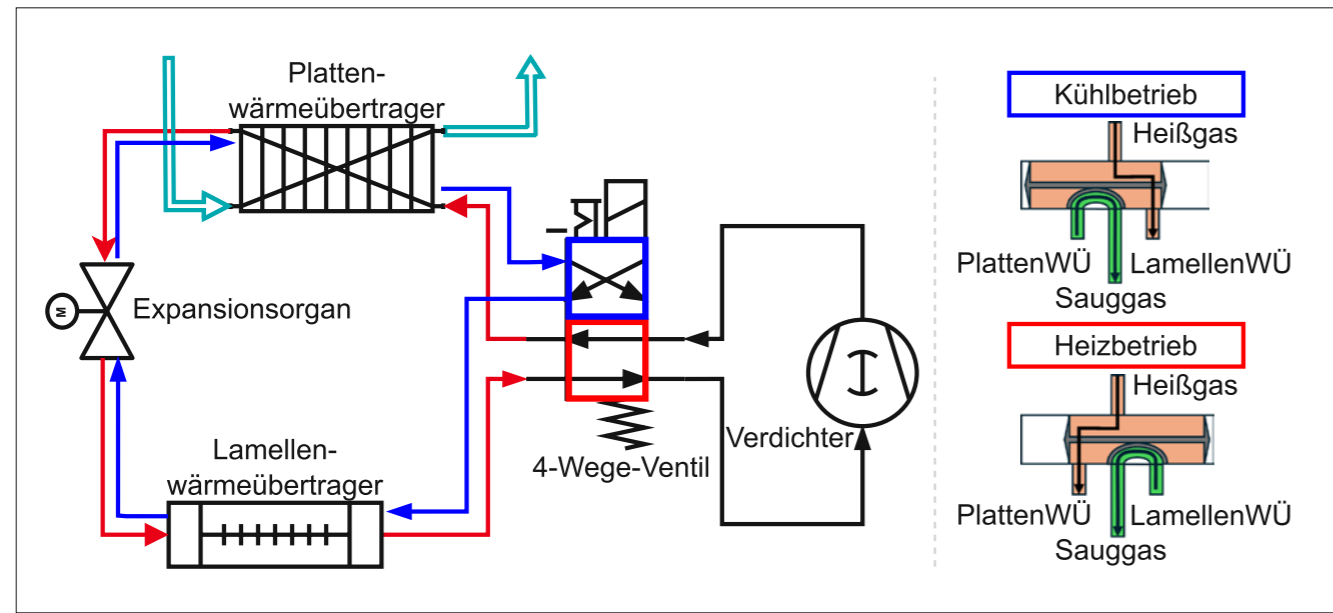 Platten-
wärmeübertrager
M
Expansionsorgan
Lamellen-
wärmeübertrager
4-Wege-Ventil
Verdichter
Kühlbetrieb
Heißgas
PlattenWÜ
LamellenWÜ
Sauggas
Heizbetrieb
Heißgas
PlattenWÜ
LamellenWÜ
Sauggas